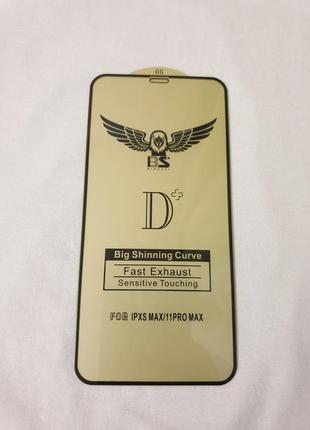 BS
D+
Big Shinning Curve
Fast Exhaust
Sensitive Touching
FOR IPXS MAX/11PRO MAX